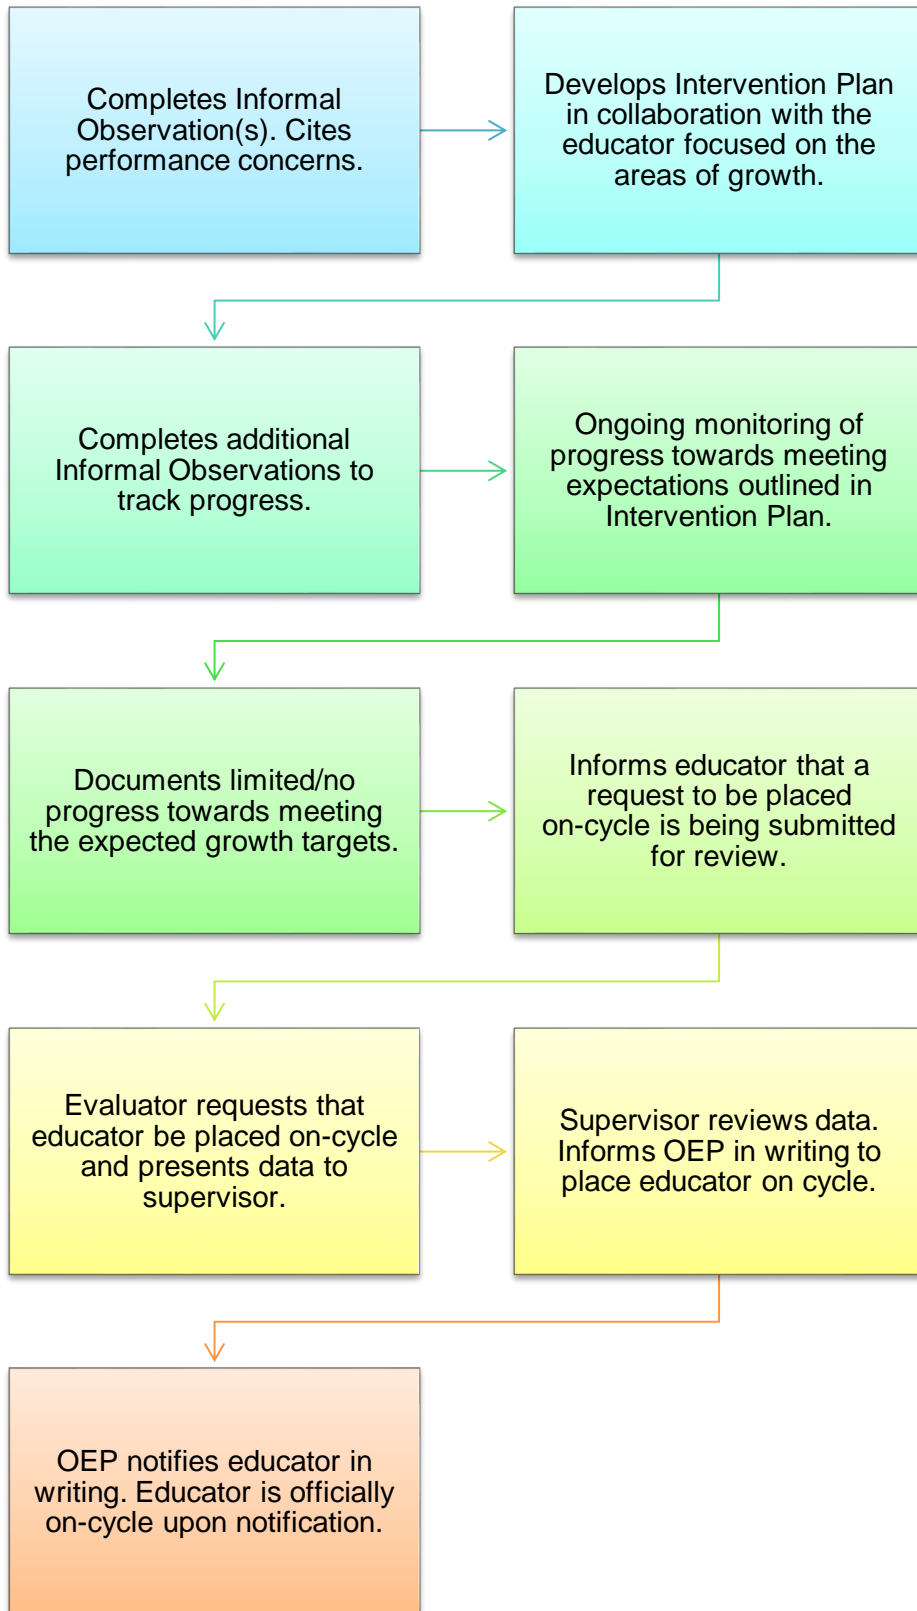 Completes Informal
Observation(s). Cites
performance concerns.
Develops Intervention Plan
in collaboration with the
educator focused on the
areas of growth.
Completes additional
Informal Observations to
track progress.
Ongoing monitoring of
progress towards meeting
expectations outlined in
Intervention Plan.
Documents limited/no
progress towards meeting
the expected growth targets.
Informs educator that a
request to be placed
on-cycle is being submitted
for review.
Evaluator requests that
educator be placed on-cycle
and presents data to
supervisor.
Supervisor reviews data.
Informs OEP in writing to
place educator on cycle.
OEP notifies educator in
writing. Educator is officially
on-cycle upon notification.